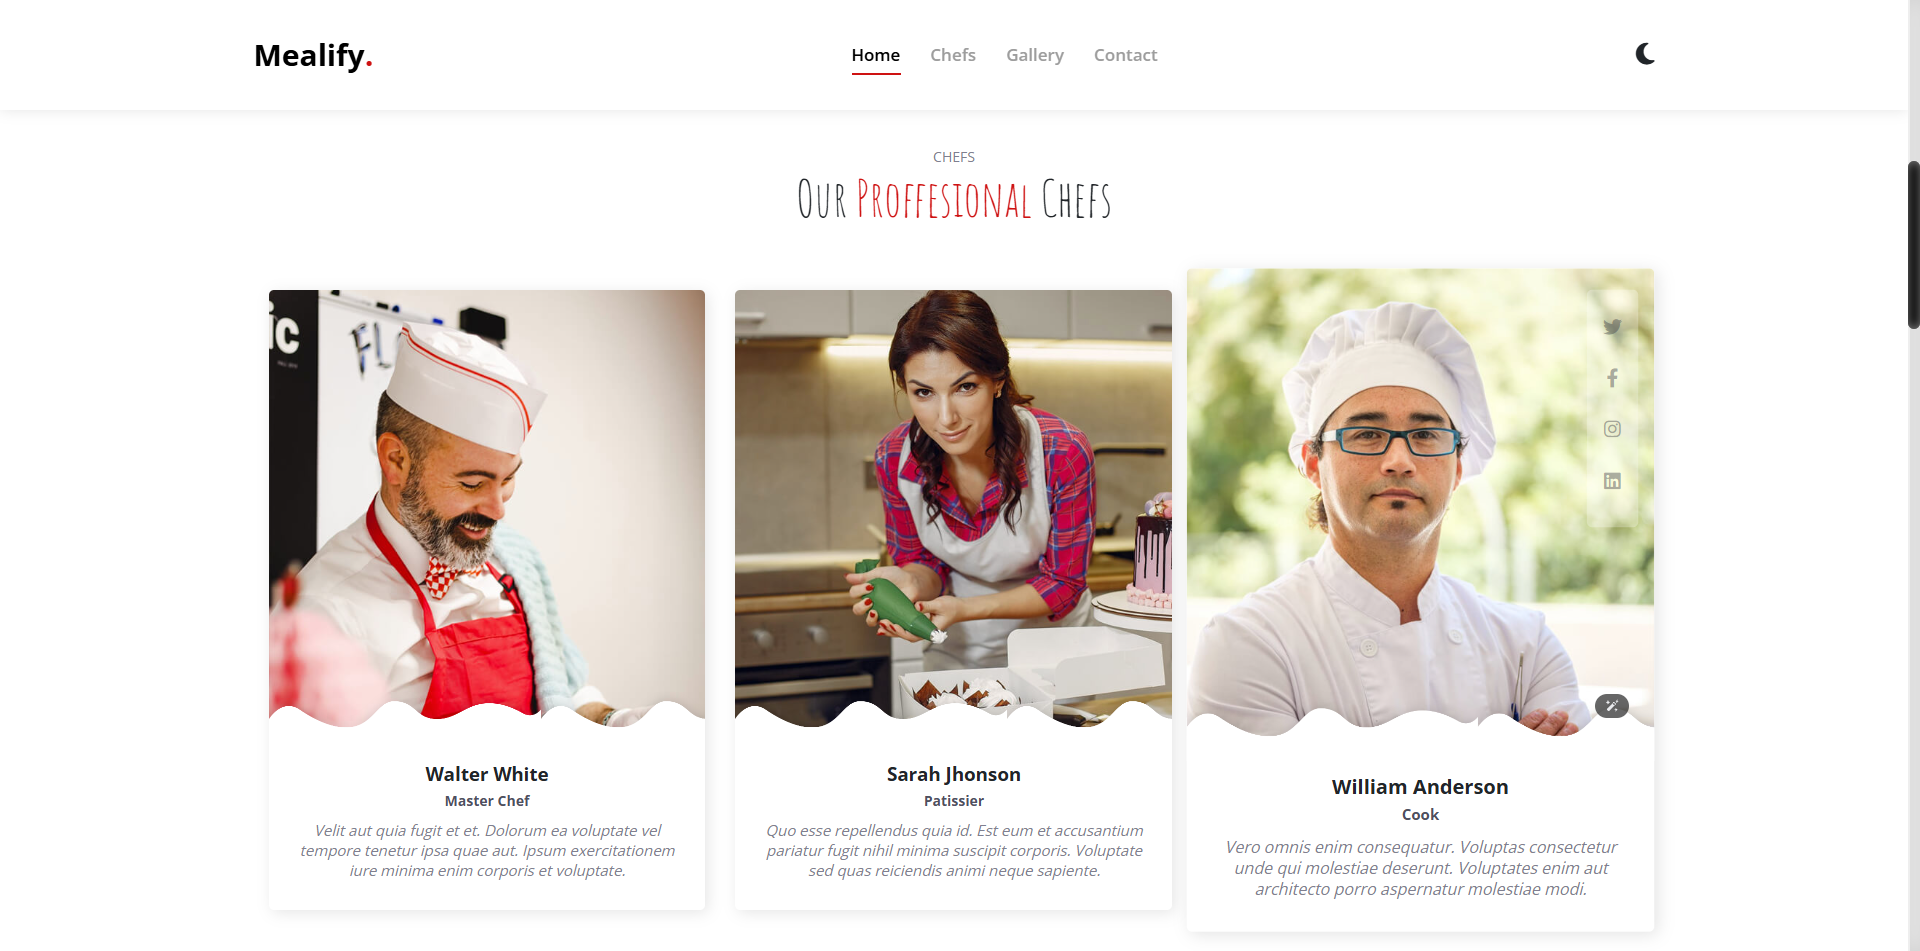 Mealify.
Home Chefs Gallery Contact
CHEFS
Our Proffesional Chefs
ic
FL
Walter White
Master Chef
Velit aut quia fugit et et. Dolorum ea voluptate vel
tempore tenetur ipsa quae aut. Ipsum exercitationem
iure minima enim corporis et voluptate.
Sarah Jhonson
Patissier
Quo esse repellendus quia id. Est eum et accusantium
pariatur fugit nihil minima suscipit corporis. Voluptate
sed quas reiciendis animi neque sapiente.
William Anderson
Cook
Vero omnis enim consequatur. Voluptas consectetur
unde qui molestiae deserunt. Voluptates enim aut
architecto porro aspernatur molestiae modi.